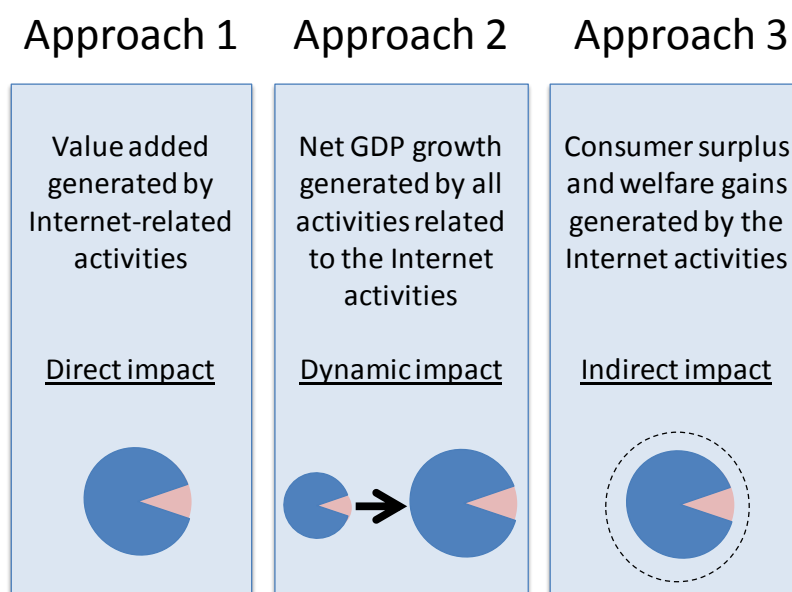 Approach 1
Approach 2
Approach 3
Value added
generated by
Internet-related
activities
Direct impact
Net GDP growth
generated by all
activities related
to the Internet
activities
Dynamic impact
Consumer surplus
and welfare gains
generated by the
Internet activities
Indirect impact